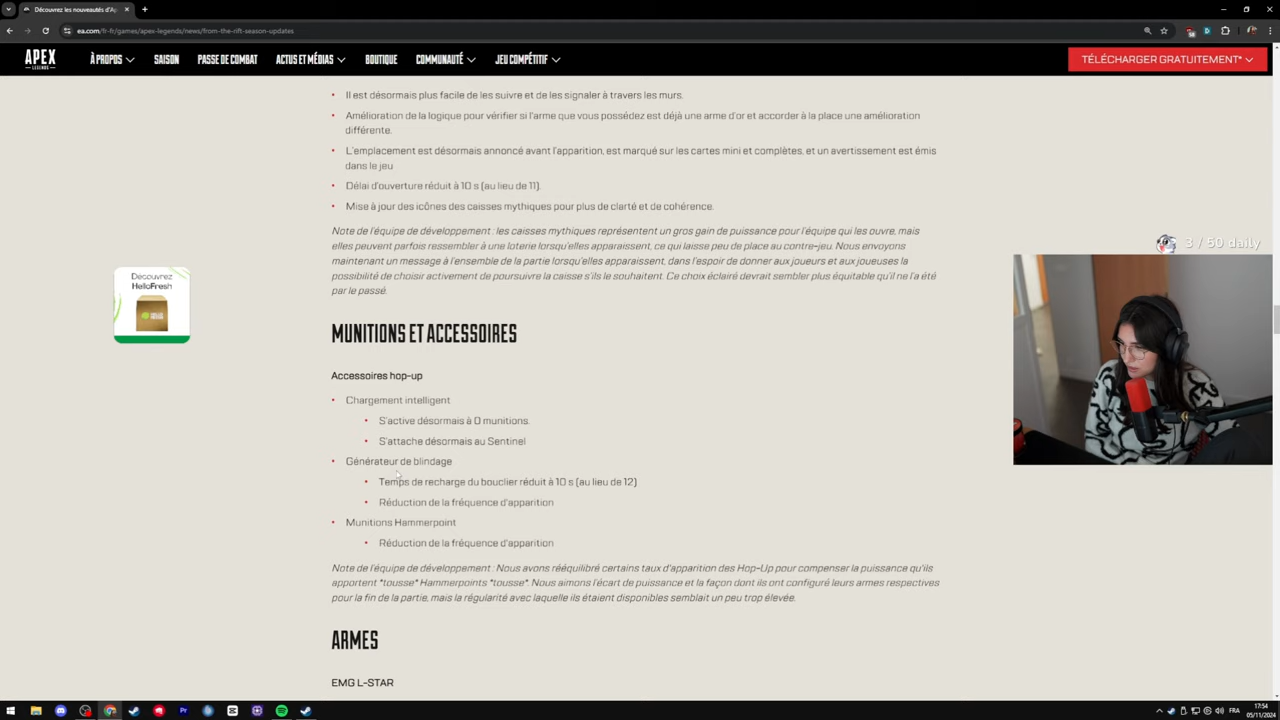 Découvrez les nouveautés d'A
ea.com/fr-fr/games/apex-legends/news/from-the-rift-season-updates
APEX
LEGENDS
À PROPOS
SAISON
PASSE DE COMBAT
ACTUS ET MÉDIAS
BOUTIQUE
COMMUNAUTÉ
JEU COMPÉTITIF
TÉLÉCHARGER GRATUITEMENT*
Il est désormais plus facile de les suivre et de les signaler à travers les murs.
Amélioration de la logique pour vérifier si l'arme que vous possédez est déjà une arme d'or et accorder à la place une amélioration
différente.
L'emplacement est désormais annoncé avant l'apparition, est marqué sur les cartes mini et complètes, et un avertissement est émis
dans le jeu
Délai d'ouverture réduit à 10 s (au lieu de 11).
Mise à jour des icônes des caisses mythiques pour plus de clarté et de cohérence.
Note de l'équipe de développement : les caisses mythiques représentent un gros gain de puissance pour l'équipe qui les ouvre, mais
elles peuvent parfois ressembler à une loterie lorsqu'elles apparaissent, ce qui laisse peu de place au contre-jeu. Nous envoyons
maintenant un message à l'ensemble de la partie lorsqu'elles apparaissent, dans l'espoir de donner aux joueurs et aux joueuses la
possibilité de choisir activement de poursuivre la caisse s'ils le souhaitent. Ce choix éclairé devrait sembler plus équitable qu'il ne l'a été
par le passé.
3 / 50 daily
Découvrez
HelloFresh
MUNITIONS ET ACCESSOIRES
Accessoires hop-up
Chargement intelligent
S'active désormais à 0 munitions.
S'attache désormais au Sentinel
Générateur de blindage
Temps de recharge du bouclier réduit à 10 s (au lieu de 12)
Réduction de la fréquence d'apparition
Munitions Hammerpoint
Réduction de la fréquence d'apparition
Note de l'équipe de développement : Nous avons rééquilibré certains taux d'apparition des Hop-Up pour compenser la puissance qu'ils
apportent *tousse* Hammerpoints *tousse*. Nous aimons l'écart de puissance et la façon dont ils ont configuré leurs armes respectives
pour la fin de la partie, mais la régularité avec laquelle ils étaient disponibles semblait un peu trop élevée.
ARMES
EMG L-STAR
FRA
17:54
05/11/2024